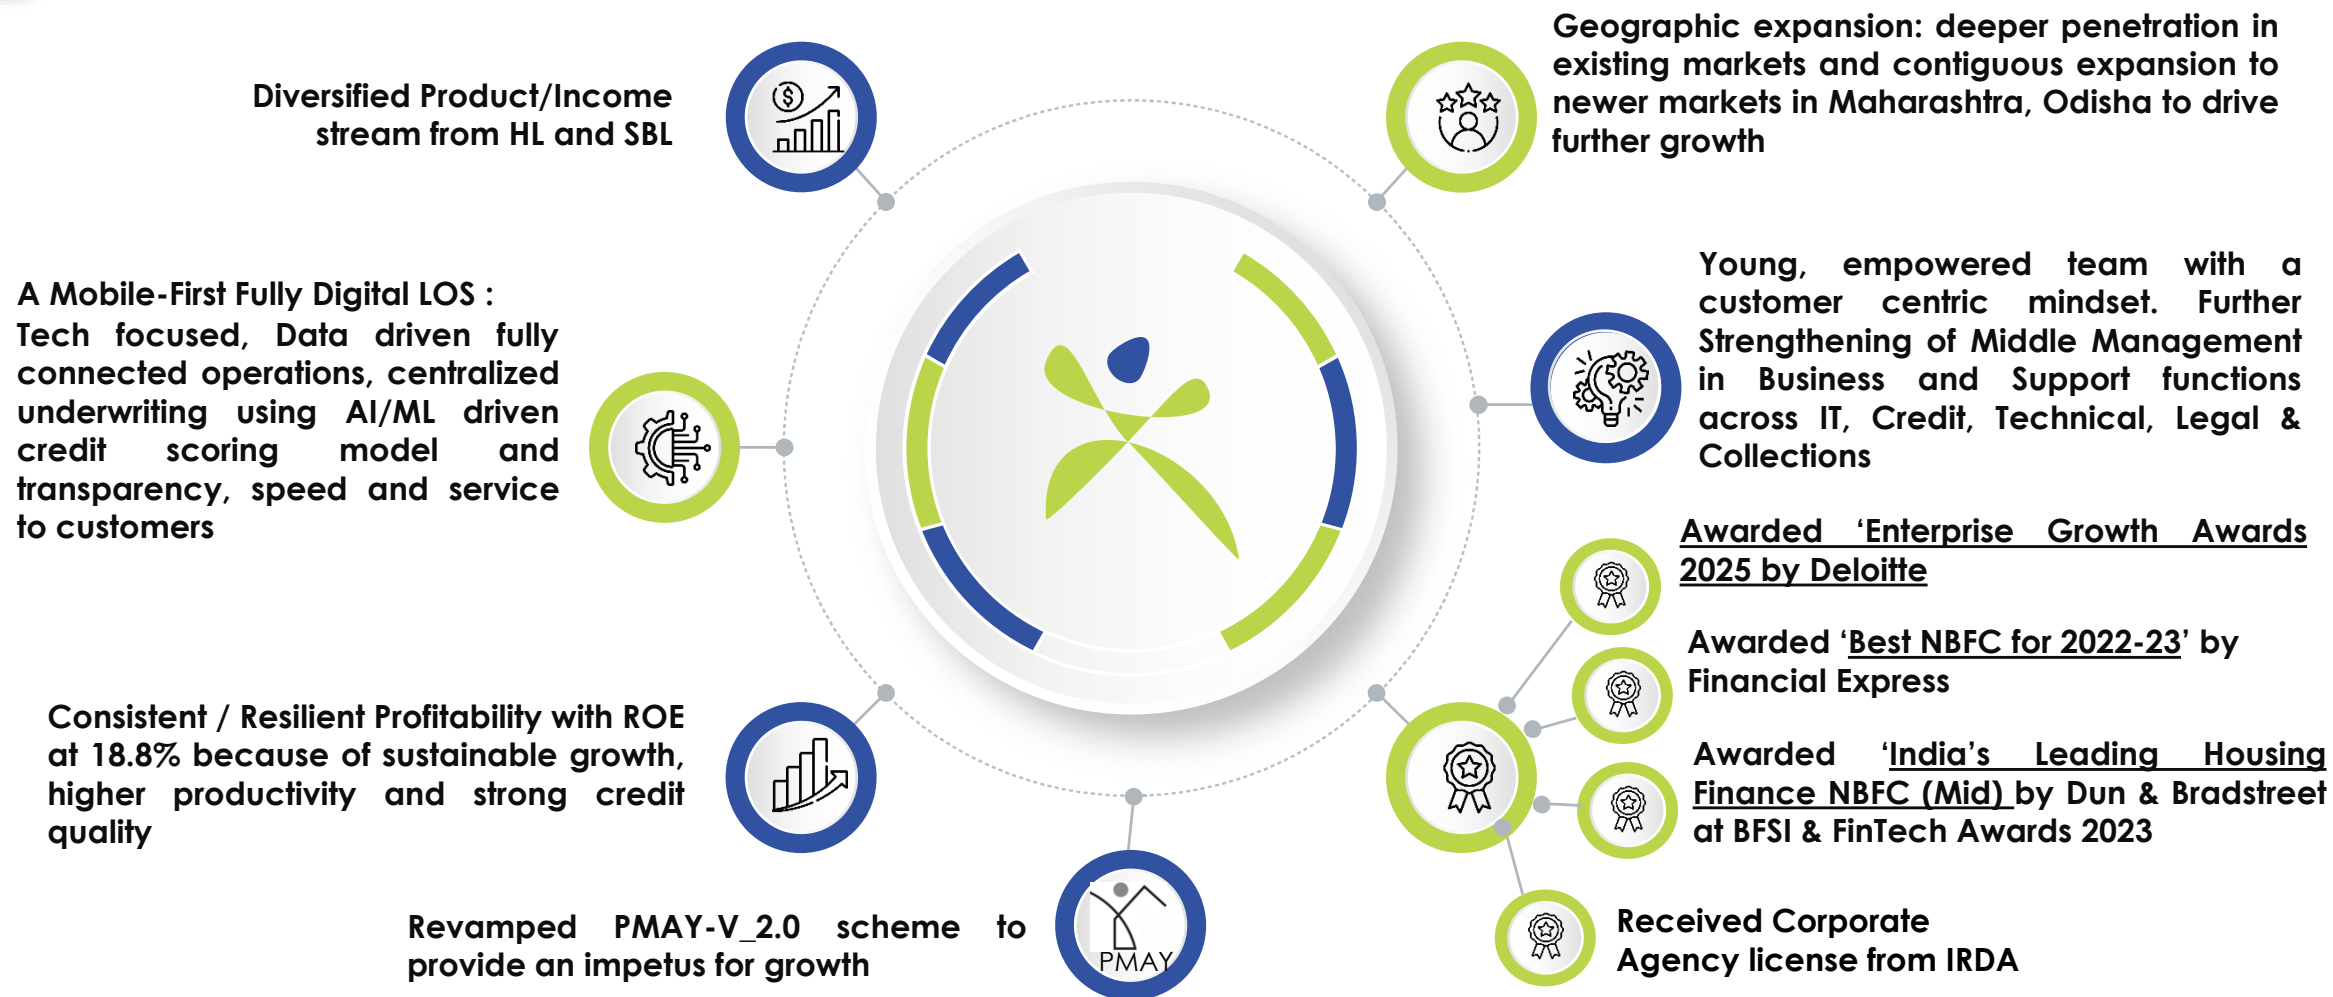 Diversified Product/Income
stream from HL and SBL
A Mobile-First Fully Digital LOS :
Tech focused, Data driven fully
connected operations, centralized
underwriting using AI/ML driven
credit scoring model and
transparency, speed and service
to customers
Consistent / Resilient Profitability with ROE
at 18.8% because of sustainable growth,
higher productivity and strong credit
quality
Revamped PMAY-V_2.0 scheme to
provide an impetus for growth
PMAY
Geographic expansion: deeper penetration in
existing markets and contiguous expansion to
newer markets in Maharashtra, Odisha to drive
further growth
Young, empowered team with a
customer centric mindset. Further
Strengthening of Middle Management
in Business and Support functions
across IT, Credit, Technical, Legal &
Collections
Awarded ‘Enterprise Growth Awards
2025 by Deloitte
Awarded ‘Best NBFC for 2022-23’ by
Financial Express
Awarded ‘India’s Leading Housing
Finance NBFC (Mid) by Dun & Bradstreet
at BFSI & FinTech Awards 2023
Received Corporate
Agency license from IRDA